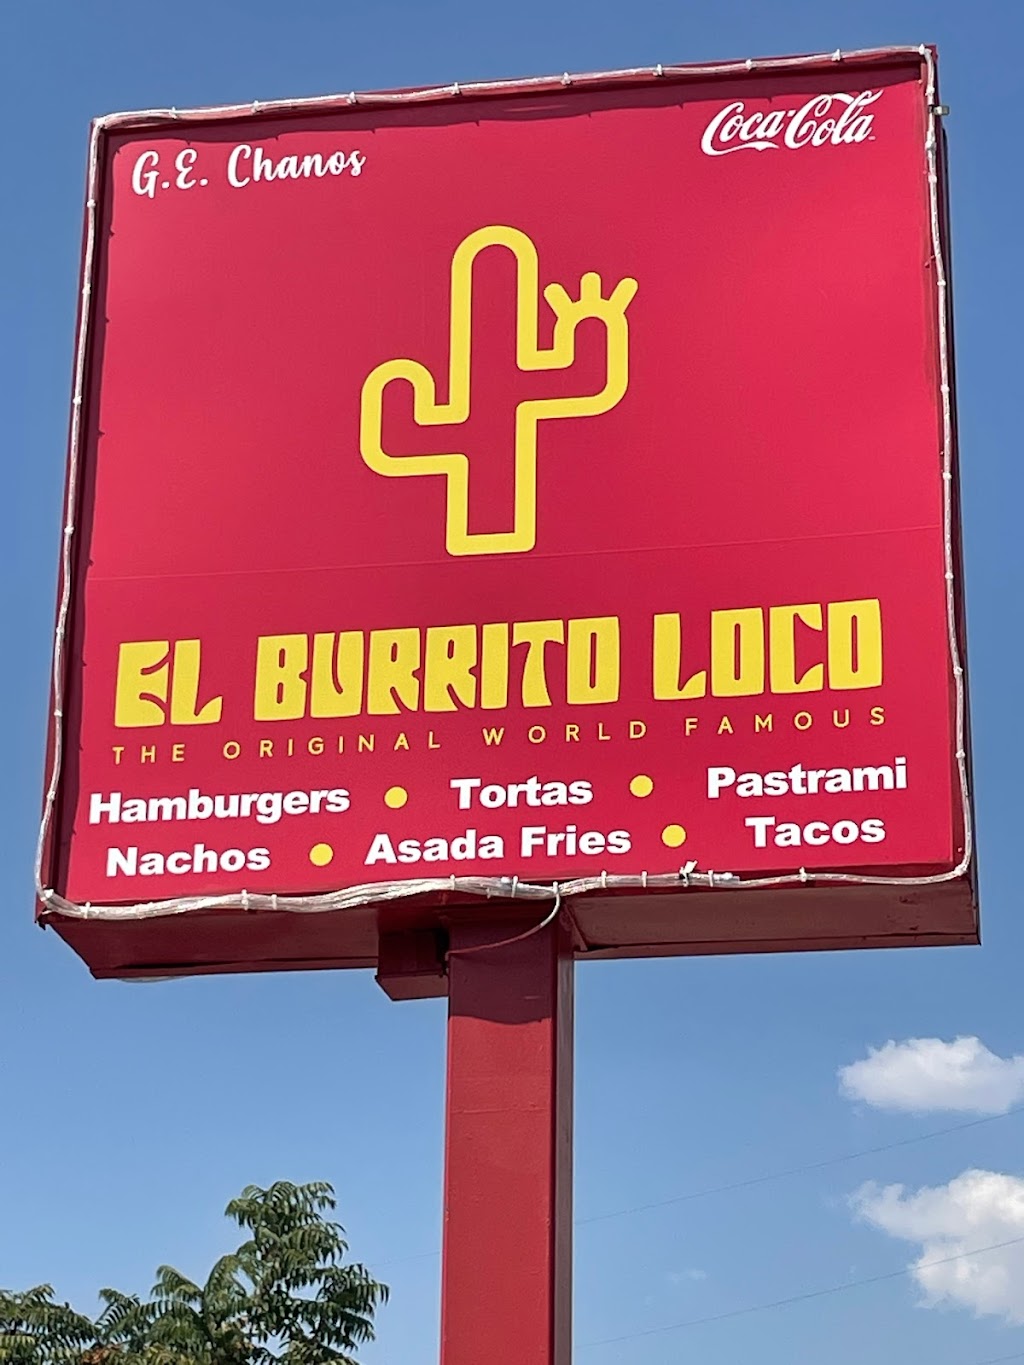 G.E. Chanos
Coca-Cola
EL BURRITO LOCO
THE ORIGINAL WORLD FAMOUS
Hamburgers • Tortas • Pastrami
Nachos • Asada Fries • Tacos